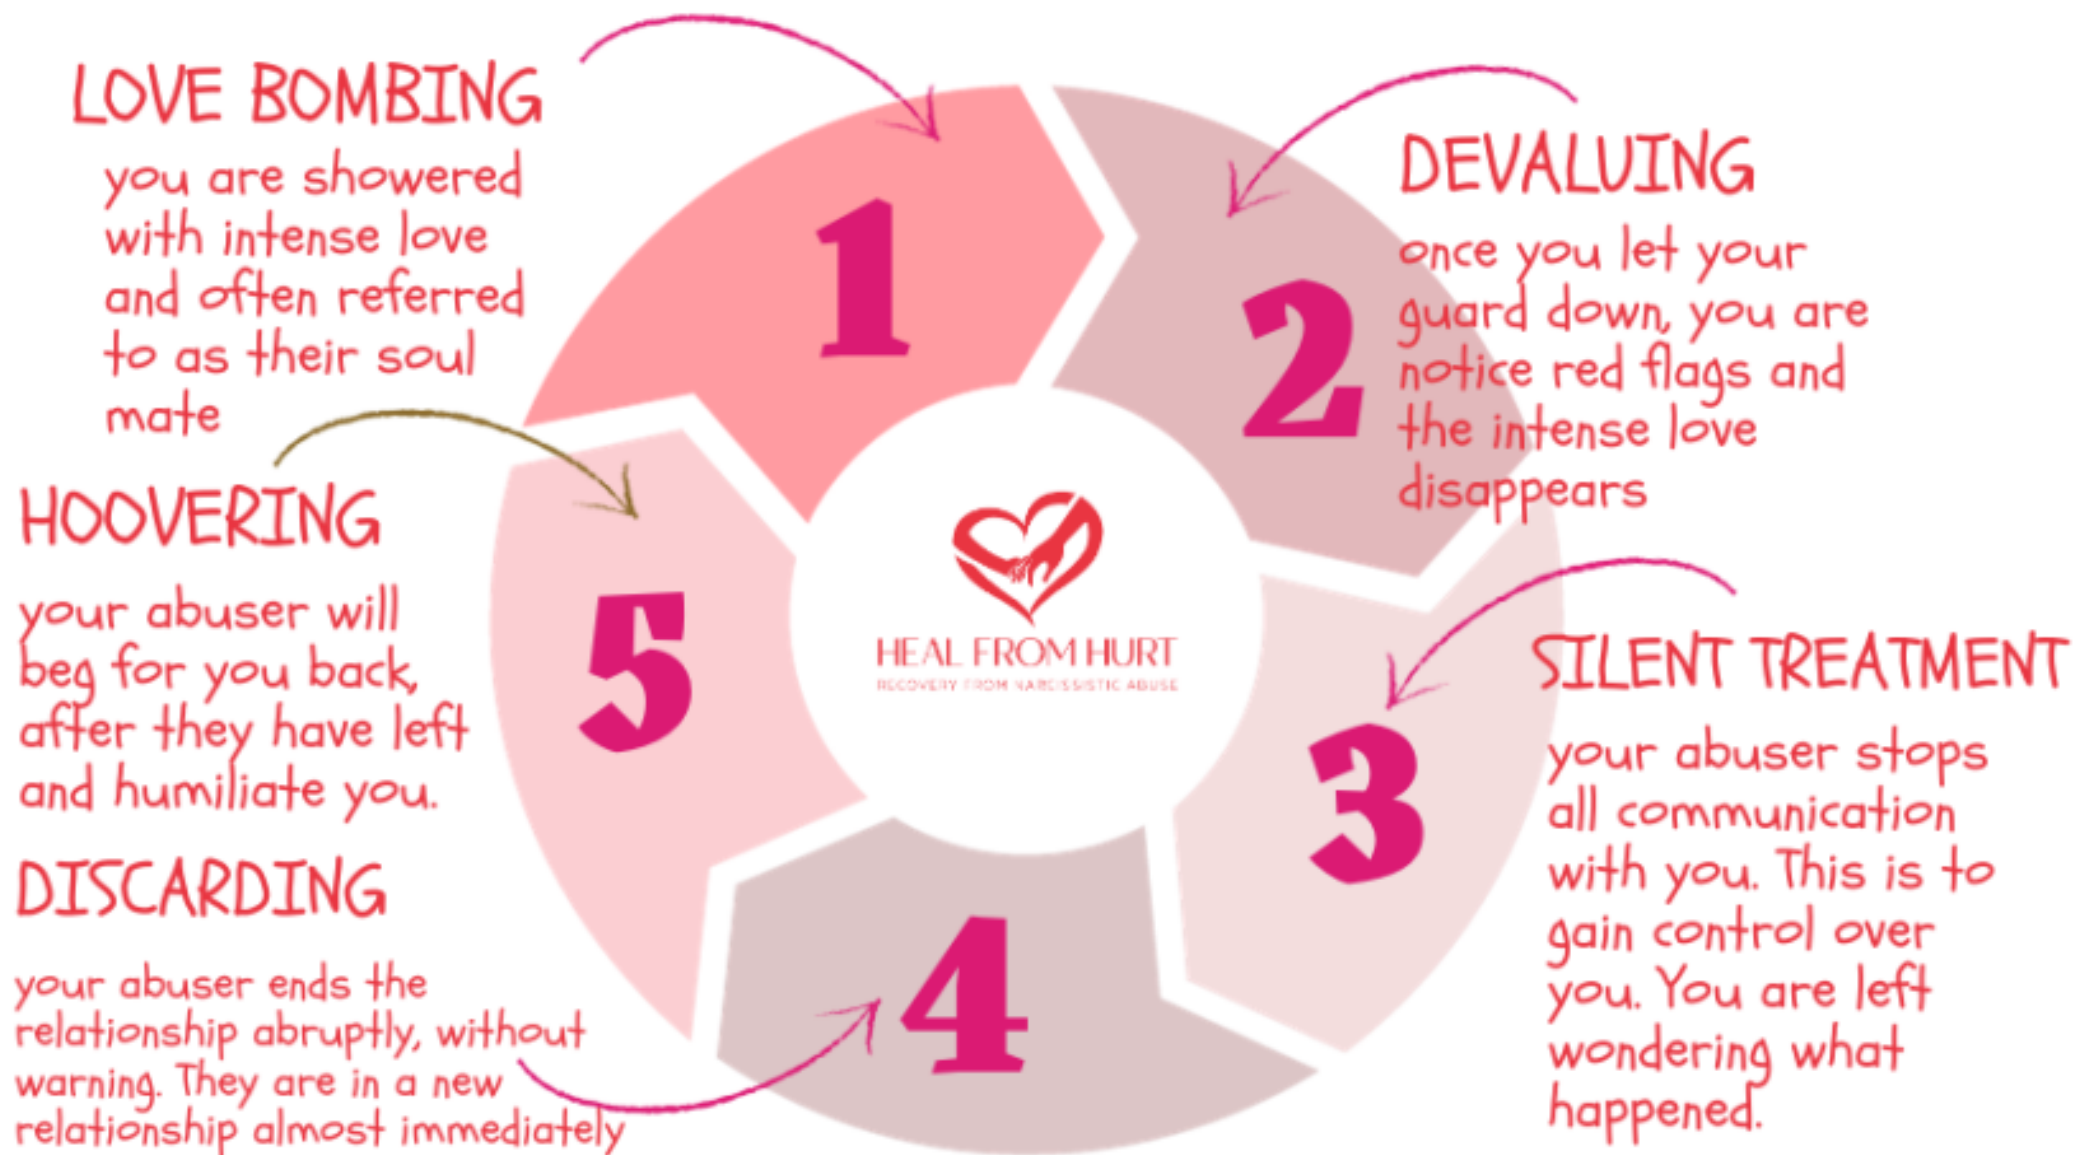 LOVE BOMBING
you are showered
with intense love
and often referred
to as their soul
mate
1
DEVALUING
once you let your
guard down, you are
notice red flags and
the intense love
disappears
2
SILENT TREATMENT
your abuser stops
all communication
with you. This is to
gain control over
you. You are left
wondering what
happened.
3
DISCARDING
your abuser ends the
relationship abruptly, without
warning. They are in a new
relationship almost immediately
4
HOOVERING
your abuser will
beg for you back,
after they have left
and humiliate you.
5
HEAL FROM HURT
RECOVERY FROM NARCISSISTIC ABUSE